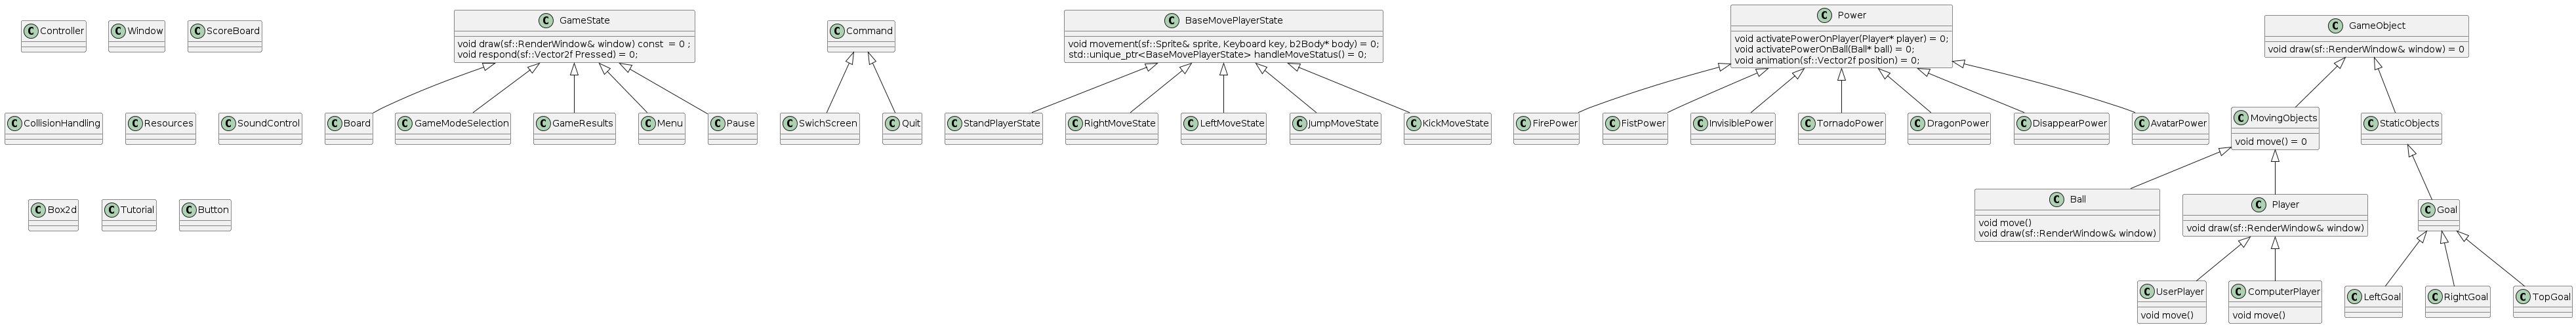 Controller
Window
ScoreBoard
GameState
void draw(sf::RenderWindow& window) const  = 0 ;
void respond(sf::Vector2f Pressed) = 0;
Command
BaseMovePlayerState
void movement(sf::Sprite& sprite, Keyboard key, b2Body* body) = 0;
std::unique_ptr<BaseMovePlayerState> handleMoveStatus() = 0;
Power
void activatePowerOnPlayer(Player* player) = 0;
void activatePowerOnBall(Ball* ball) = 0;
void animation(sf::Vector2f position) = 0;
GameObject
void draw(sf::RenderWindow& window) = 0
CollisionHandling
Resources
SoundControl
Board
GameModeSelection
GameResults
Menu
Pause
SwichScreen
Quit
StandPlayerState
RightMoveState
LeftMoveState
JumpMoveState
KickMoveState
FirePower
FistPower
InvisiblePower
TornadoPower
DragonPower
DisappearPower
AvatarPower
MovingObjects
void move() = 0
StaticObjects
Box2d
Tutorial
Button
Ball
void move()
void draw(sf::RenderWindow& window)
Player
void draw(sf::RenderWindow& window)
Goal
UserPlayer
void move()
ComputerPlayer
void move()
LeftGoal
RightGoal
TopGoal